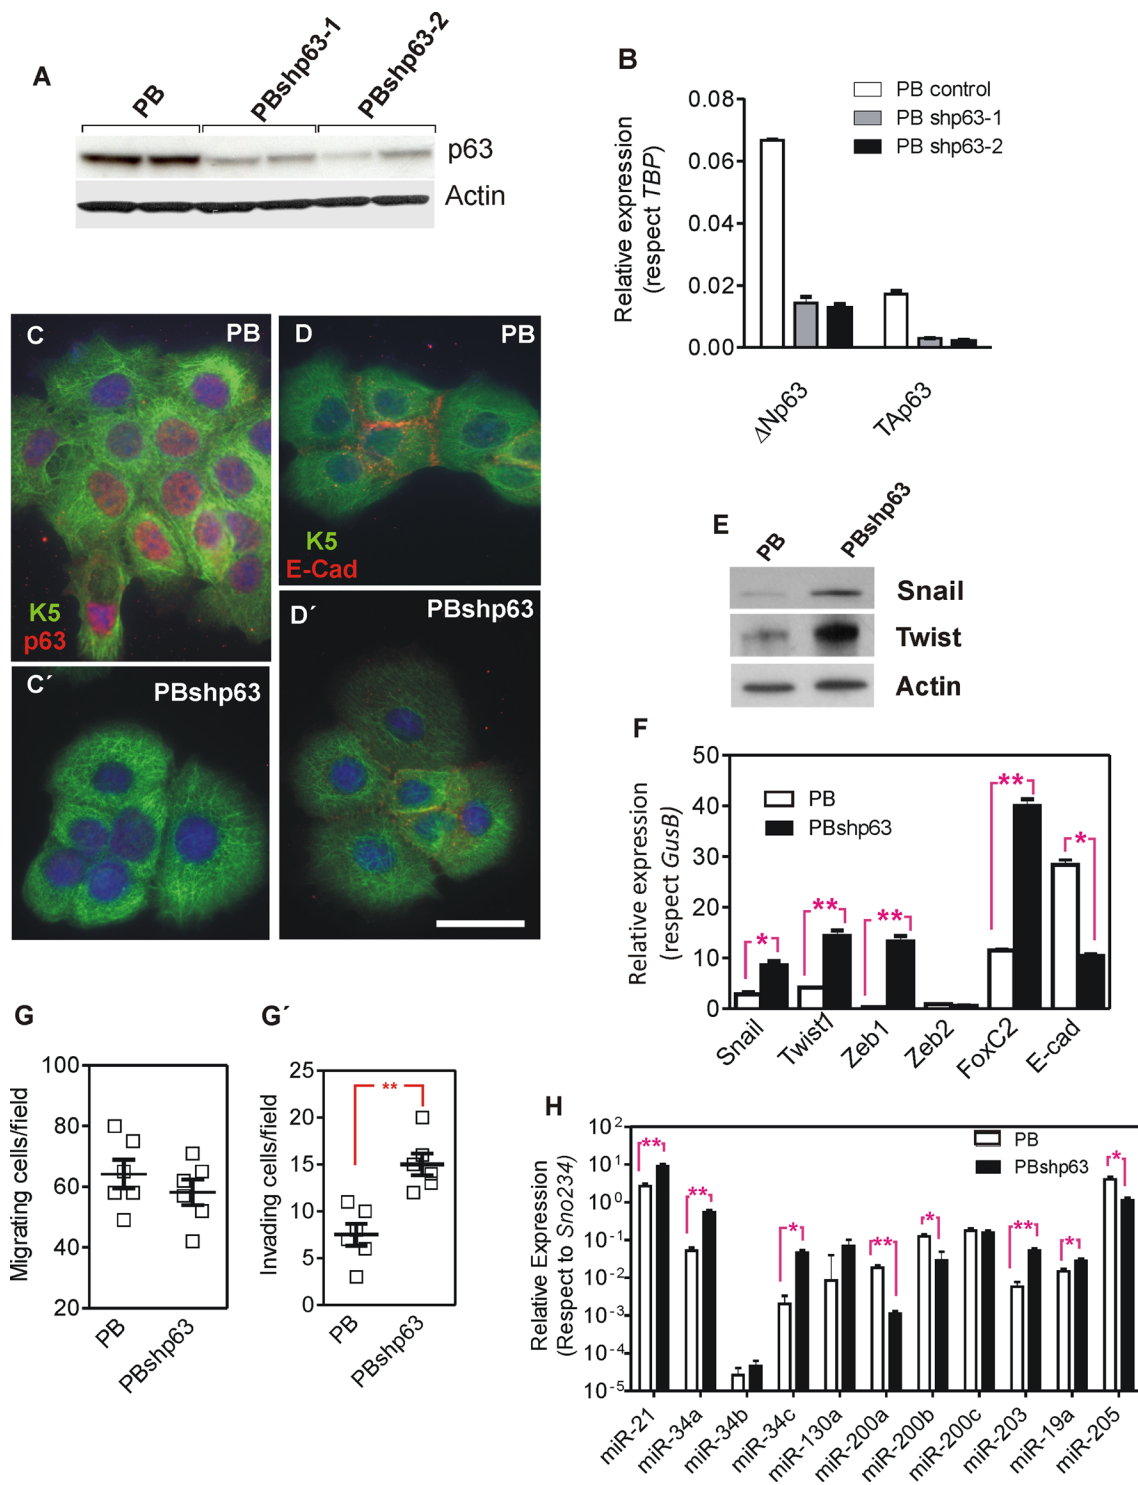 A
PB
PBshp63-1
PBshp63-2
p63
Actin
B
PB control
PB shp63-1
PB shp63-2
Relative expression
(respect TBP)
0.08
0.06
0.04
0.02
0.00
ΔNp63
TAp63
C
PB
K5
p63
C´
PBshp63
D
PB
K5
E-Cad
D´
PBshp63
E
PB
PBshp63
Snail
Twist
Actin
F
PB
PBshp63
Relative expression
(respect GusB)
50
40
30
20
10
0
*
**
**
**
*
Snail
Twist1
Zeb1
Zeb2
FoxC2
E-cad
G
Migrating cells/field
100
80
60
40
20
PB
PBshp63
G´
Invading cells/field
25
20
15
10
5
0
**
PB
PBshp63
H
PB
PBshp63
Relative Expression
(Respect to Sno234)
10²
10¹
10⁰
10⁻¹
10⁻²
10⁻³
10⁻⁴
10⁻⁵
**
**
*
**
*
**
*
*
miR-21
miR-34a
miR-34b
miR-34c
miR-130a
miR-200a
miR-200b
miR-200c
miR-203
miR-19a
miR-205